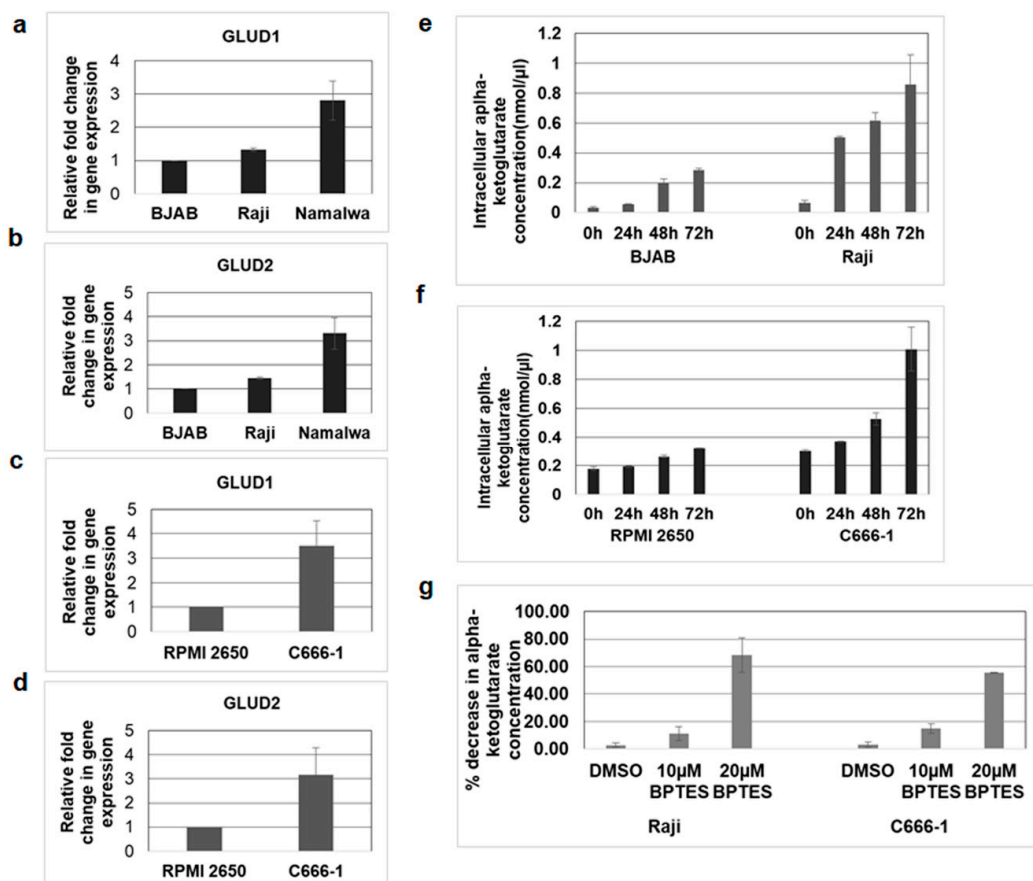 a
GLUD1
Relative fold change
in gene expression
4
3
2
1
0
BJAB Raji Namalwa
b
GLUD2
Relative fold
change in gene
expression
5
4
3
2
1
0
BJAB Raji Namalwa
c
GLUD1
Relative fold
change in gene
expression
5
4
3
2
1
0
RPMI 2650 C666-1
d
GLUD2
Relative fold
change in gene
expression
5
4
3
2
1
0
RPMI 2650 C666-1
e
Intracellular aplha-
ketoglutarate
concentration(nmol/µl)
1.2
1
0.8
0.6
0.4
0.2
0
0h 24h 48h 72h 0h 24h 48h 72h
BJAB Raji
f
Intracellular aplha-
ketoglutarate
concentration(nmol/µl)
1.2
1
0.8
0.6
0.4
0.2
0
0h 24h 48h 72h 0h 24h 48h 72h
RPMI 2650 C666-1
g
% decrease in alpha-
ketoglutarate
concentration
100.00
80.00
60.00
40.00
20.00
0.00
DMSO 10µM 20µM DMSO 10µM 20µM
BPTES BPTES BPTES BPTES
Raji C666-1